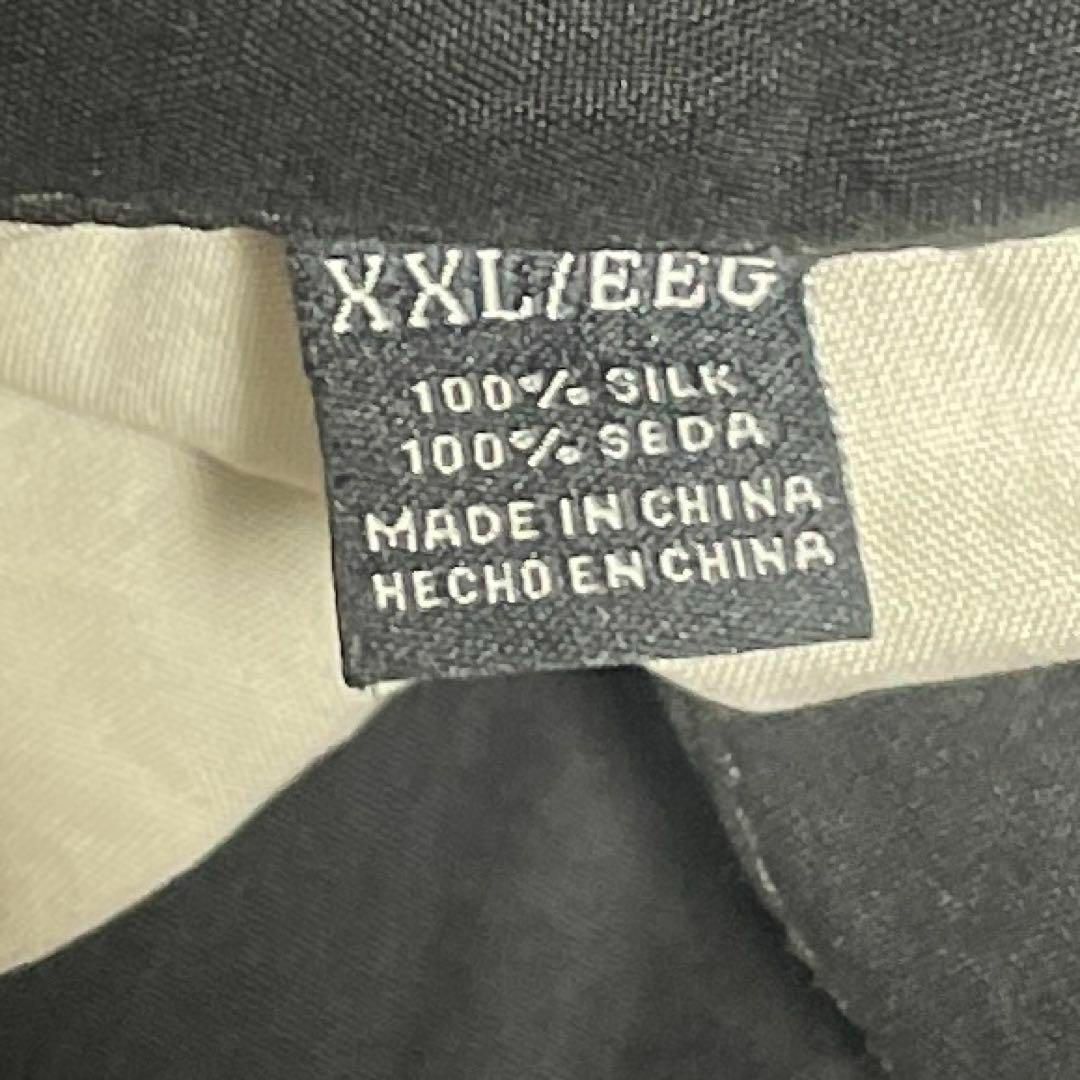 XXL/EEG
100% SILK
100% SEDA
MADE IN CHINA
HECHO EN CHINA